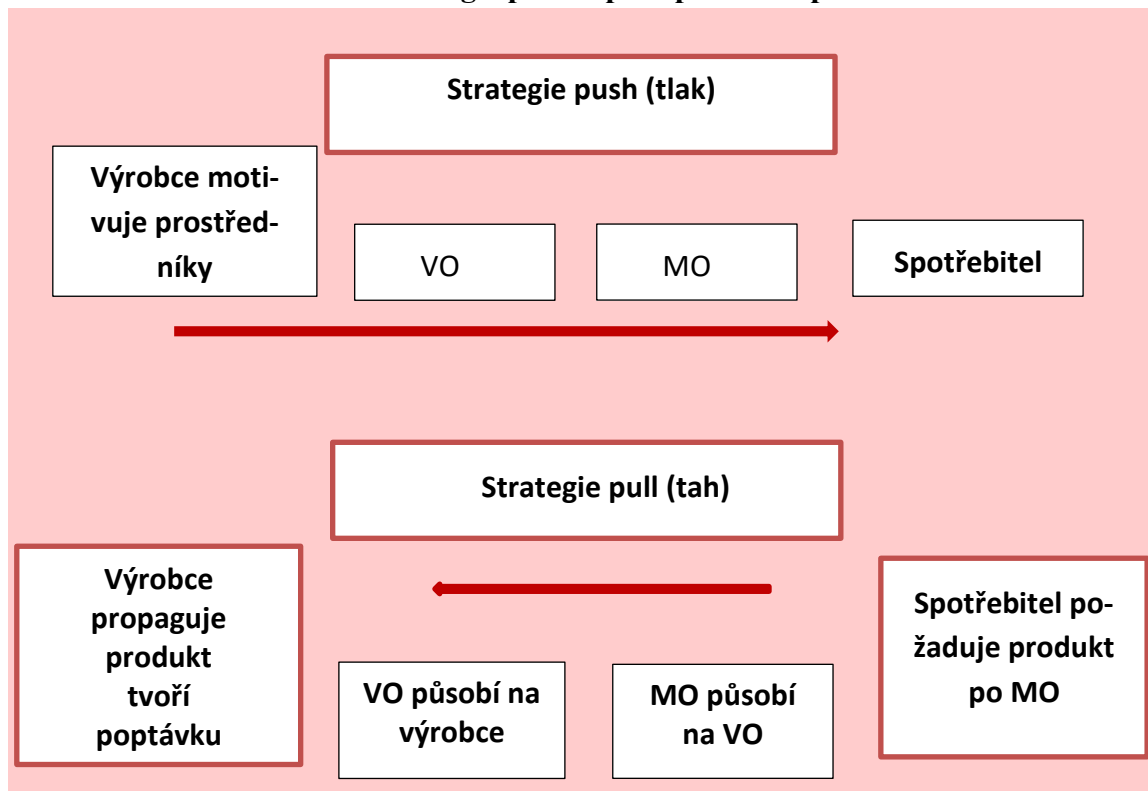 Strategie push (tlak)
Výrobce moti-
vuje prostřed-
níky
VO
MO
Spotřebitel
Strategie pull (tah)
Výrobce
propaguje
produkt
tvoří
poptávku
VO působí na
výrobce
MO působí
na VO
Spotřebitel po-
žaduje produkt
po MO